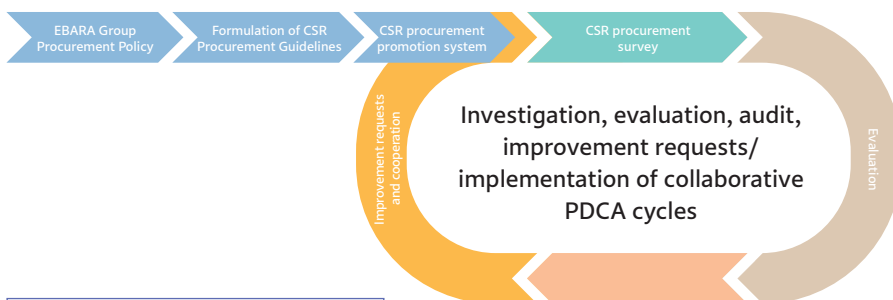 EBARA Group
Procurement Policy
Formulation of CSR
Procurement Guidelines
CSR procurement
promotion system
CSR procurement
survey
Evaluation
Improvement requests
and cooperation
Investigation, evaluation, audit,
improvement requests/
implementation of collaborative
PDCA cycles